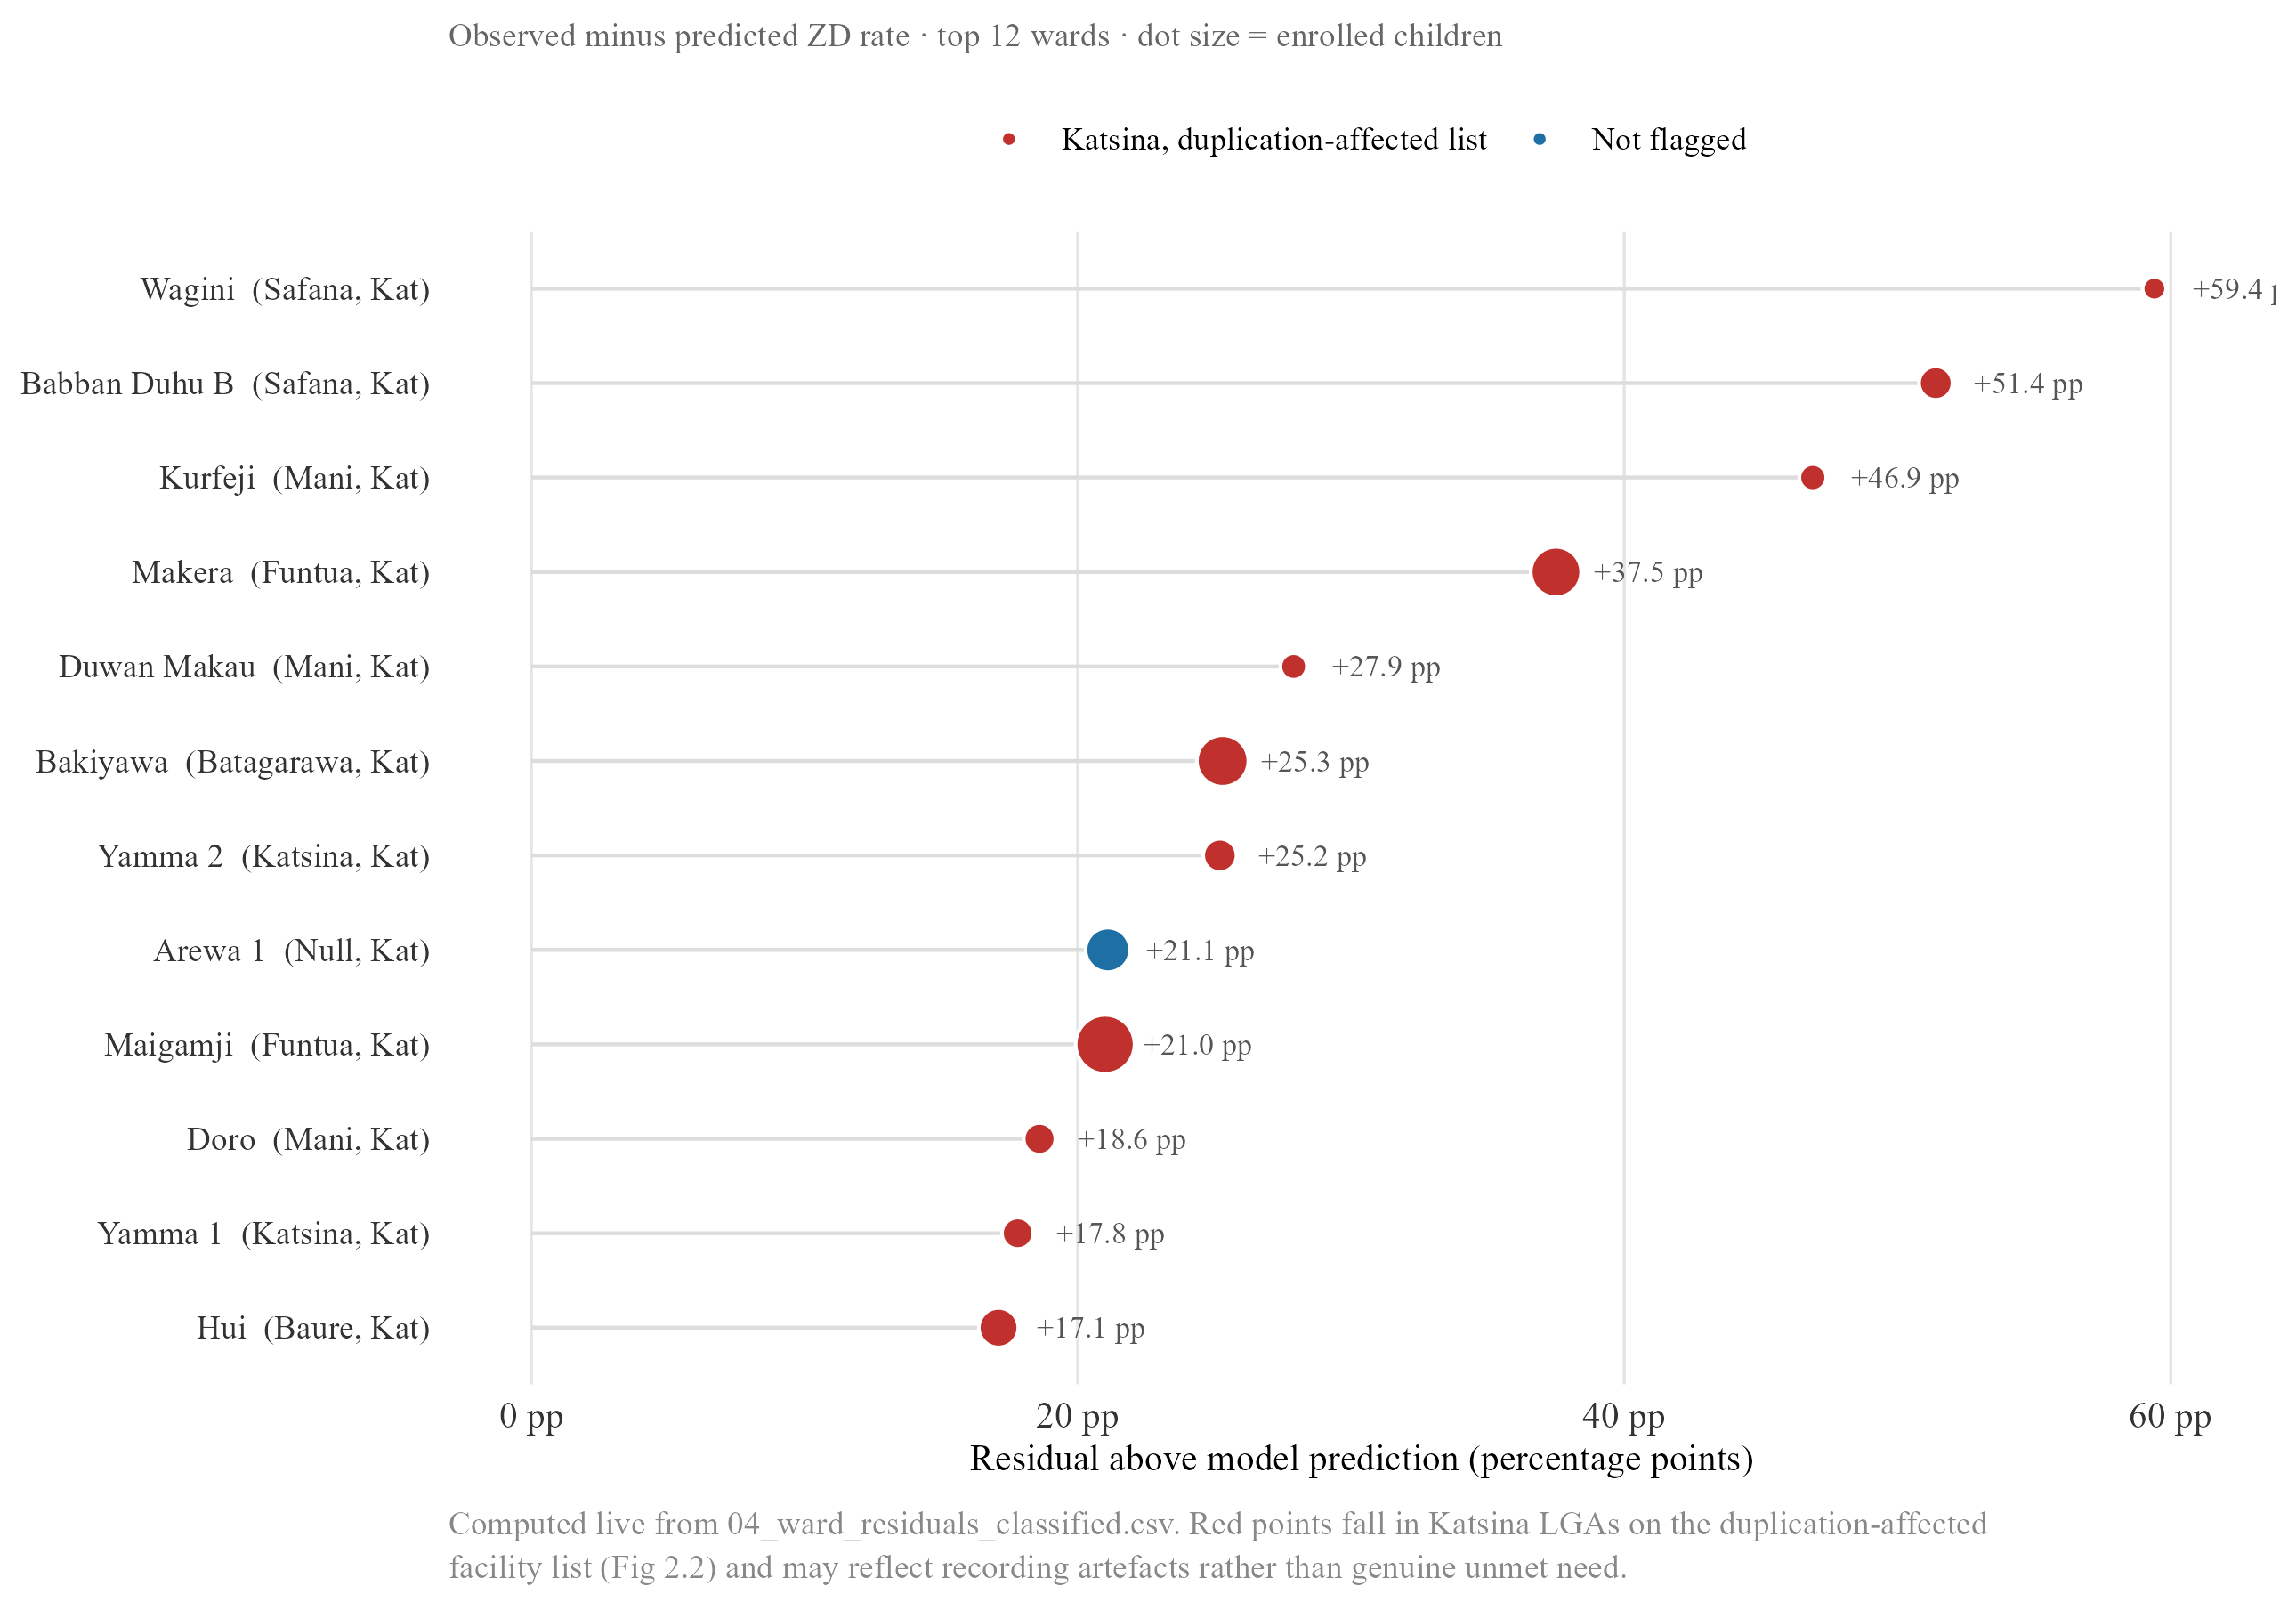 Observed minus predicted ZD rate · top 12 wards · dot size = enrolled children
Katsina, duplication-affected list
Not flagged
Wagini (Safana, Kat)
+59.4 p
Babban Duhu B (Safana, Kat)
+51.4 pp
Kurfeji (Mani, Kat)
+46.9 pp
Makera (Funtua, Kat)
+37.5 pp
Duwan Makau (Mani, Kat)
+27.9 pp
Bakiyawa (Batagarawa, Kat)
+25.3 pp
Yamma 2 (Katsina, Kat)
+25.2 pp
Arewa 1 (Null, Kat)
+21.1 pp
Maigamji (Funtua, Kat)
+21.0 pp
Doro (Mani, Kat)
+18.6 pp
Yamma 1 (Katsina, Kat)
+17.8 pp
Hui (Baure, Kat)
+17.1 pp
0 pp
20 pp
40 pp
60 pp
Residual above model prediction (percentage points)
Computed live from 04_ward_residuals_classified.csv. Red points fall in Katsina LGAs on the duplication-affected
facility list (Fig 2.2) and may reflect recording artefacts rather than genuine unmet need.